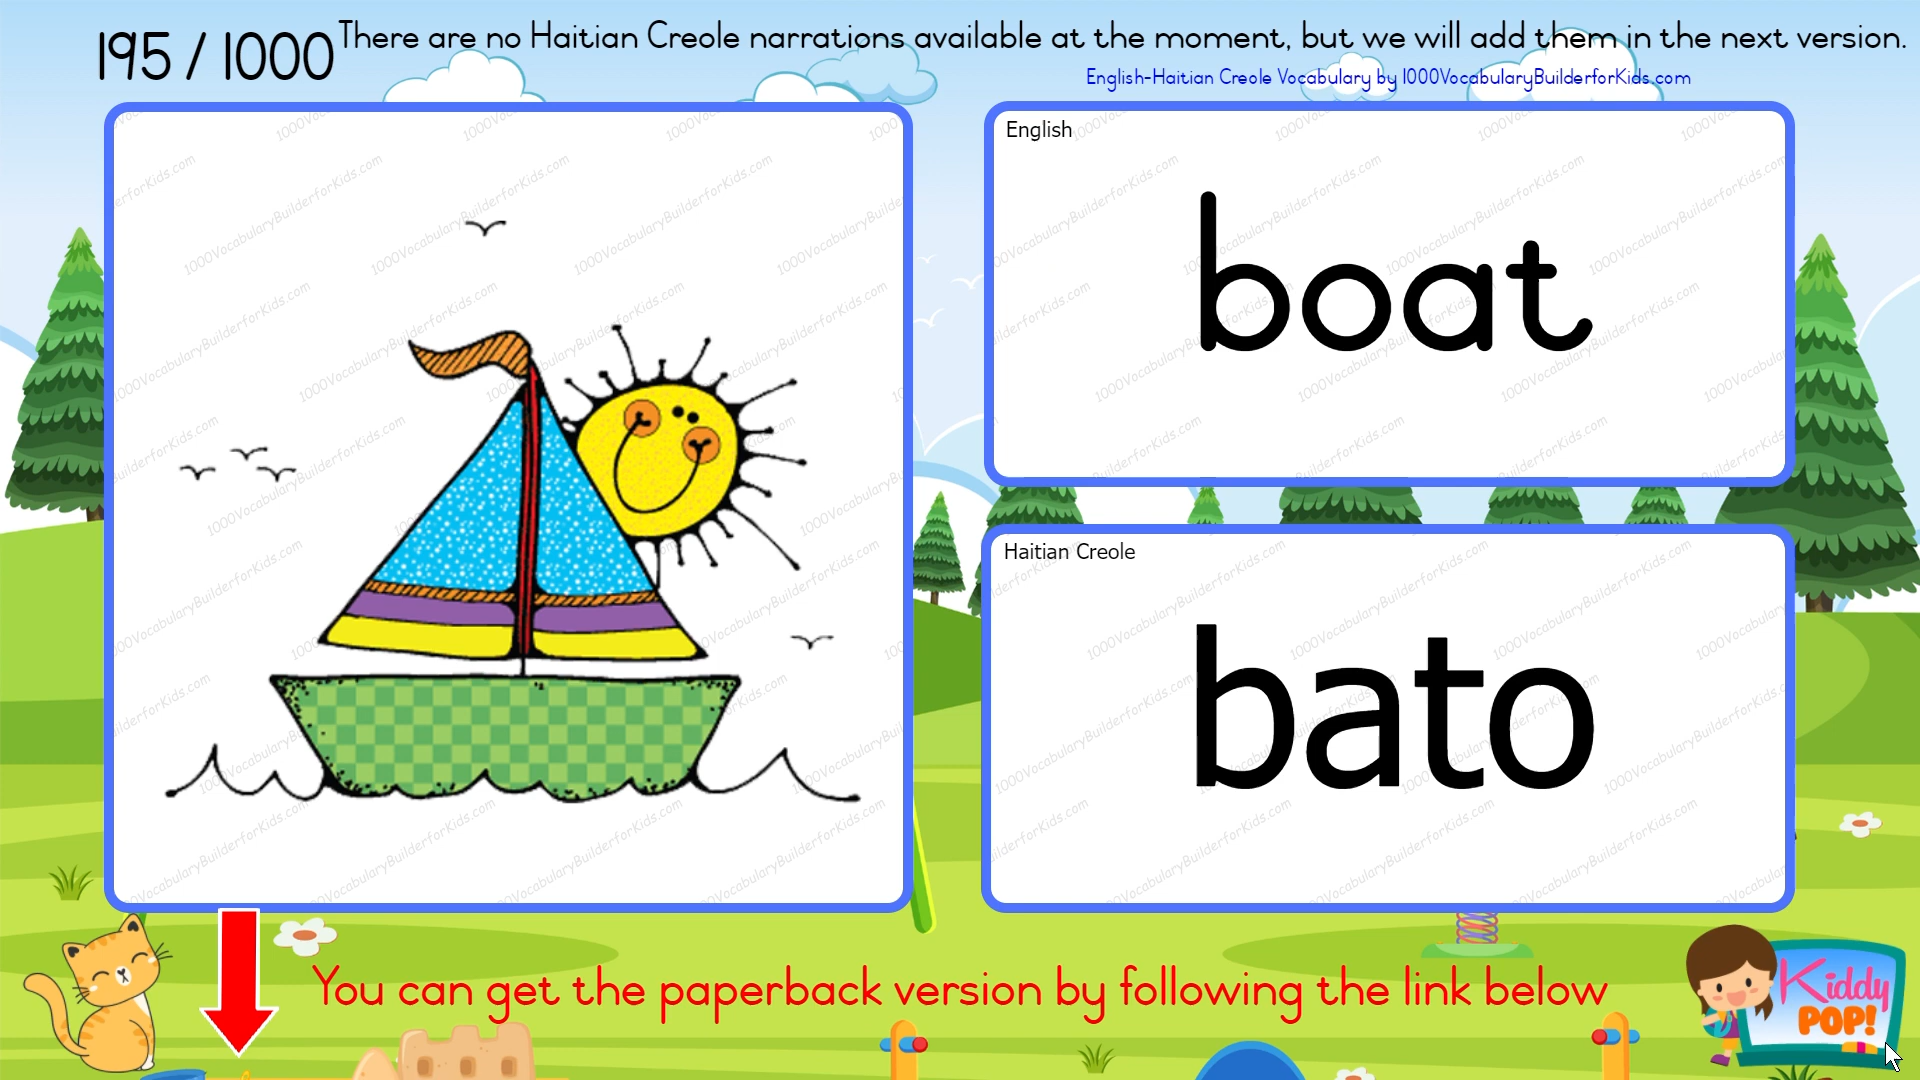 195 / 1000
There are no Haitian Creole narrations available at the moment, but we will add them in the next version.
English-Haitian Creole Vocabulary by 1000VocabularyBuilderforKids.com
English
boat
Haitian Creole
bato
You can get the paperback version by following the link below
Kiddy
POP!
1000VocabularyBuilderforKids.com